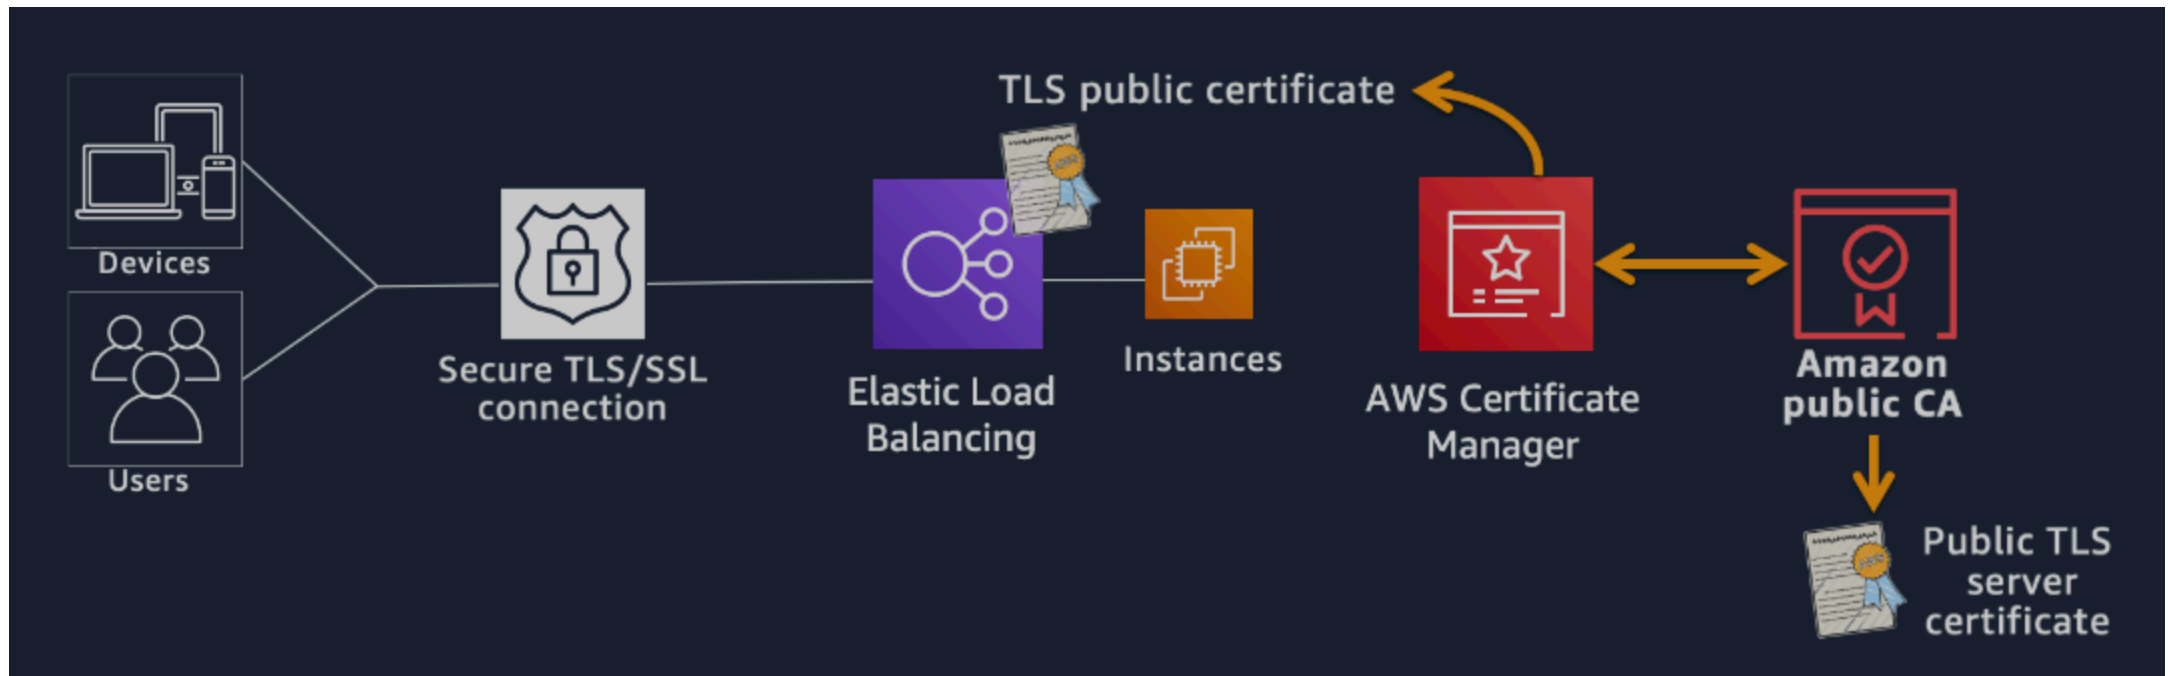 Devices
Users
Secure TLS/SSL
connection
TLS public certificate
Elastic Load
Balancing
Instances
AWS Certificate
Manager
Amazon
public CA
Public TLS
server
certificate